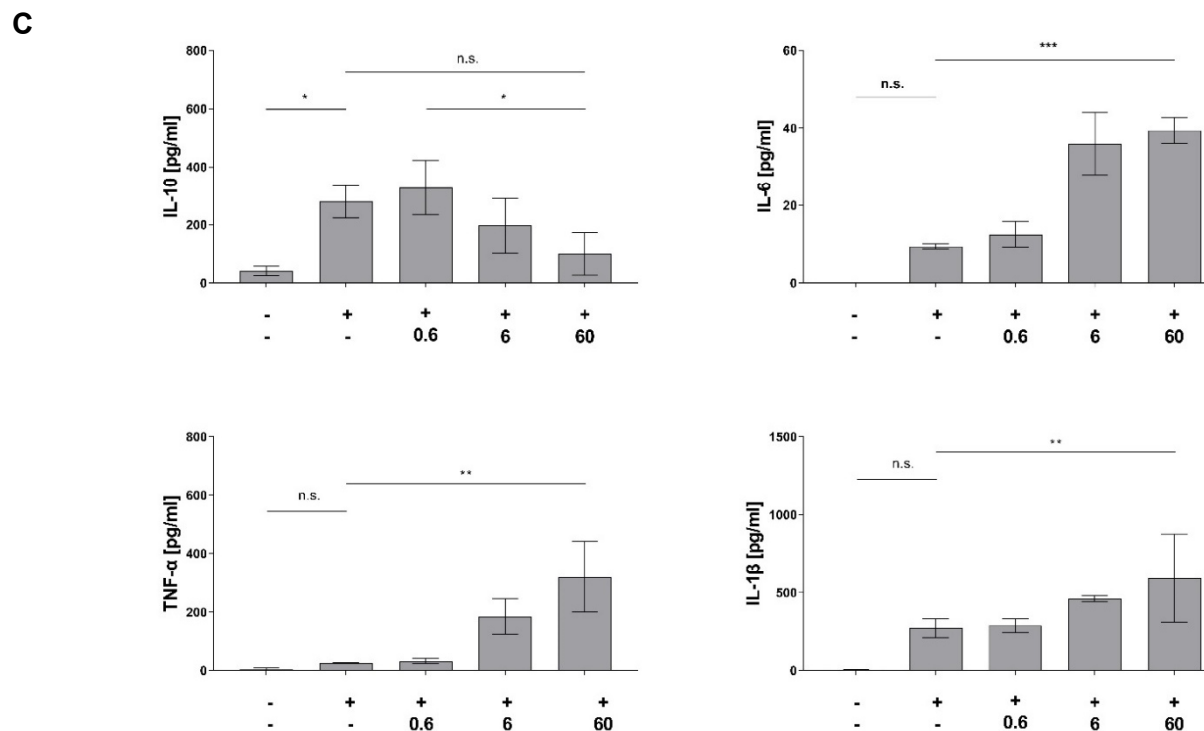 C
IL-10 [pg/ml]
800
600
400
200
0
n.s.
*
*
- + + + +
- - 0.6 6 60
IL-6 [pg/ml]
60
40
20
0
***
n.s.
- + + + +
- - 0.6 6 60
TNF-α [pg/ml]
800
600
400
200
0
**
n.s.
- + + + +
- - 0.6 6 60
IL-1β [pg/ml]
1500
1000
500
0
**
n.s.
- + + + +
- - 0.6 6 60